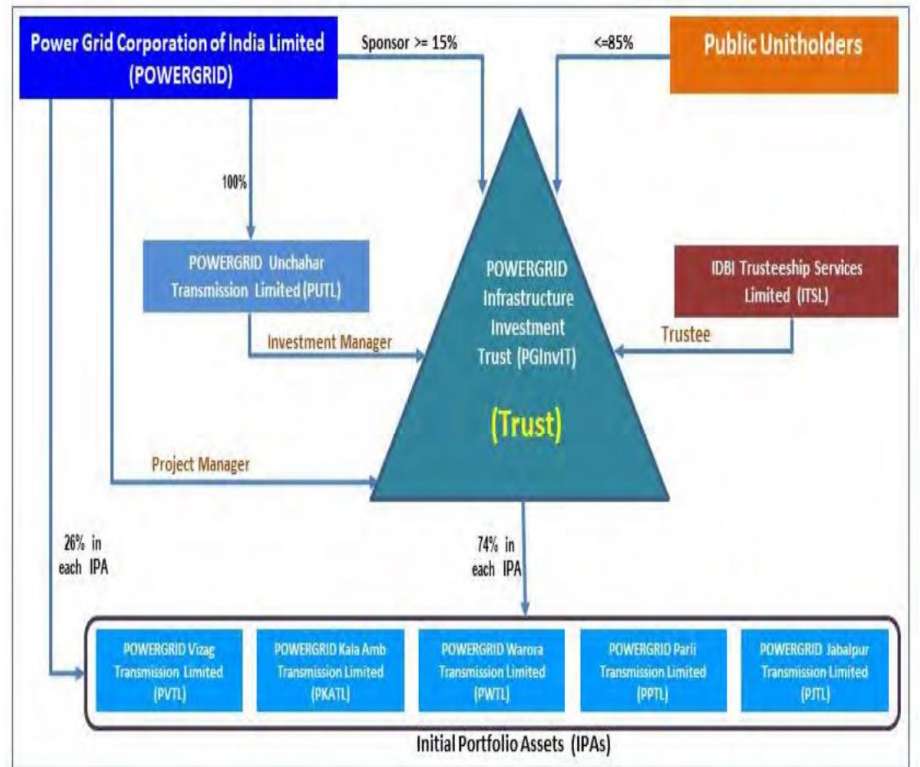 Power Grid Corporation of India Limited
(POWERGRID)
Sponsor >= 15%
<=85%
Public Unitholders
100%
POWERGRID Unchahar
Transmission Limited (PUTL)
POWERGRID
Infrastructure
Investment
Trust (PGInvIT)
(Trust)
IDBI Trusteeship Services
Limited (ITSL)
Investment Manager
Trustee
Project Manager
26% in
each IPA
74% in
each IPA
POWERGRID Vizag
Transmission Limited
(PVTL)
POWERGRID Kala Amb
Transmission Limited
(PKATL)
POWERGRID Warora
Transmission Limited
(PWTL)
POWERGRID Parli
Transmission Limited
(PPTL)
POWERGRID Jabalpur
Transmission Limited
(PJTL)
Initial Portfolio Assets (IPAs)